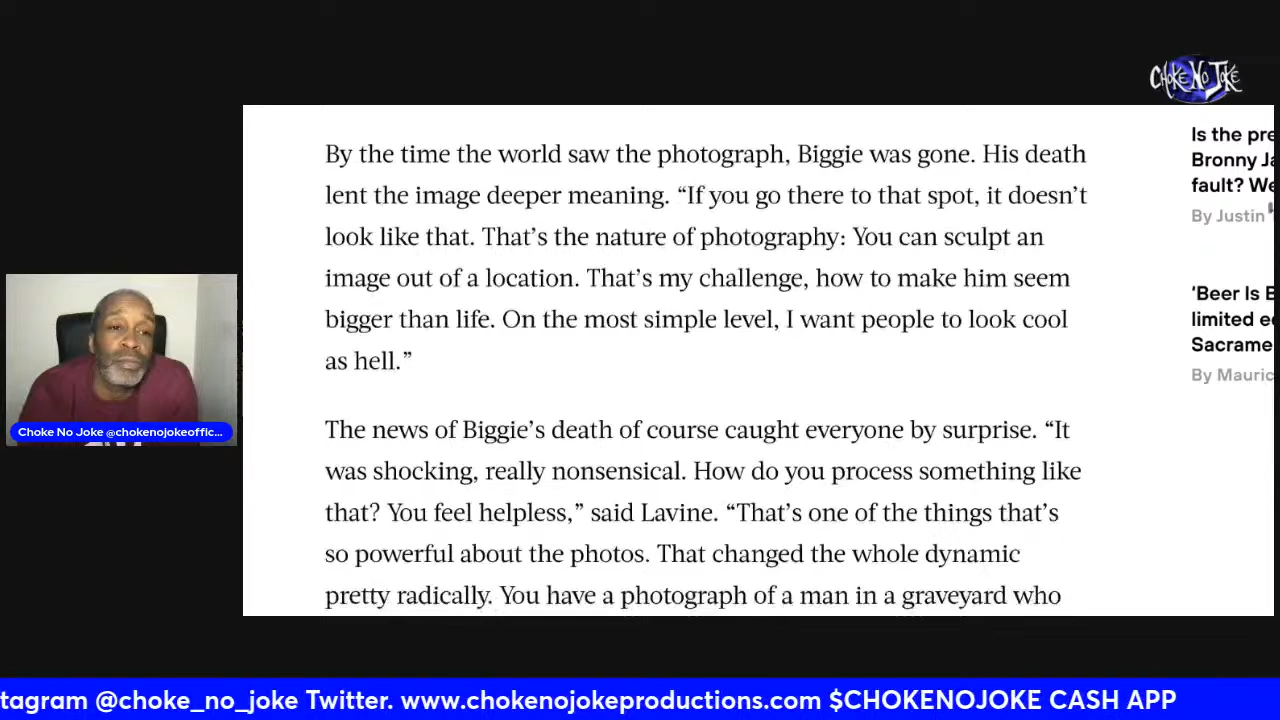 CHOKE NO JOKE
By the time the world saw the photograph, Biggie was gone. His death
lent the image deeper meaning. “If you go there to that spot, it doesn’t
look like that. That’s the nature of photography: You can sculpt an
image out of a location. That’s my challenge, how to make him seem
bigger than life. On the most simple level, I want people to look cool
as hell.”
The news of Biggie’s death of course caught everyone by surprise. “It
was shocking, really nonsensical. How do you process something like
that? You feel helpless,” said Lavine. “That’s one of the things that’s
so powerful about the photos. That changed the whole dynamic
pretty radically. You have a photograph of a man in a graveyard who
Is the pre
Bronny Ja
fault? We
By Justin
‘Beer Is B
limited e
Sacrame
By Mauric
Choke No Joke @chokenojokeoffic...
tagram @choke_no_joke Twitter. www.chokenojokeproductions.com $CHOKENOJOKE CASH APP